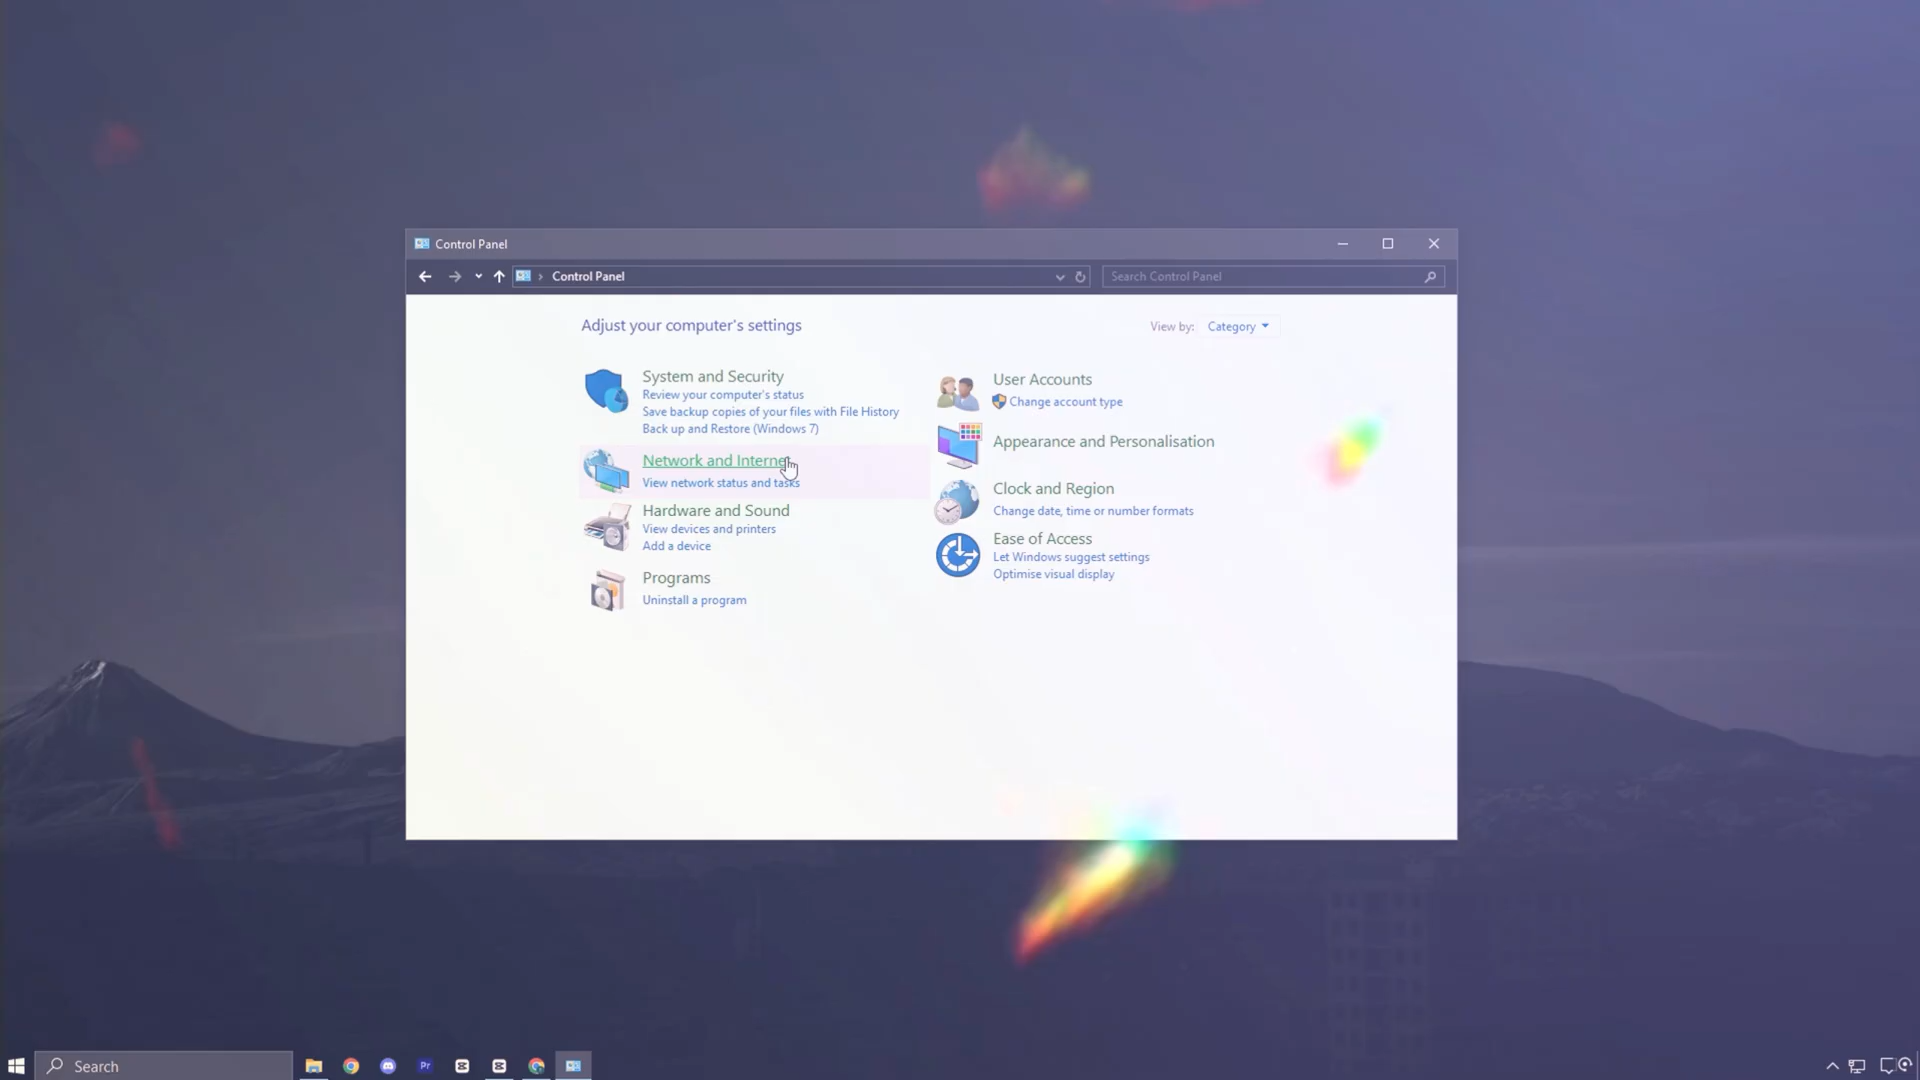 Control Panel
Control Panel
Search Control Panel
Adjust your computer's settings
View by: Category
System and Security
Review your computer's status
Save backup copies of your files with File History
Back up and Restore (Windows 7)
Network and Internet
View network status and tasks
Hardware and Sound
View devices and printers
Add a device
Programs
Uninstall a program
User Accounts
Change account type
Appearance and Personalisation
Clock and Region
Change date, time or number formats
Ease of Access
Let Windows suggest settings
Optimise visual display
Search
Pr